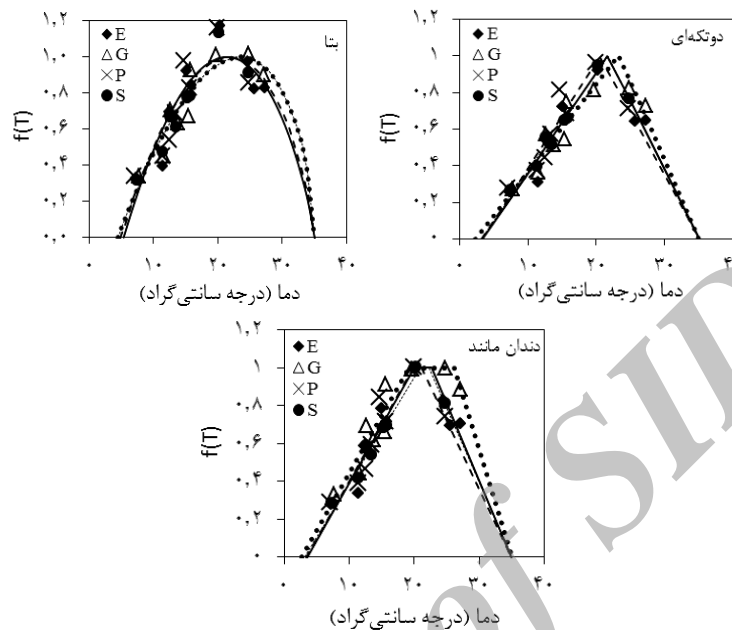 بتا
E
G
P
S
f(T)
۱,۲
۱,۰
۰,۸
۰,۶
۰,۴
۰,۲
۰,۰
۰ ۱۰ ۲۰ ۳۰ ۴۰
دما (درجه سانتی‌گراد)
دوتکه‌ای
E
G
P
S
f(T)
۱,۲
۱
۰,۸
۰,۶
۰,۴
۰,۲
۰
۰ ۱۰ ۲۰ ۳۰ ۴۰
دما (درجه سانتی‌گراد)
دندان مانند
E
G
P
S
f(T)
۱,۲
۱
۰,۸
۰,۶
۰,۴
۰,۲
۰
۰ ۱۰ ۲۰ ۳۰ ۴۰
دما (درجه سانتی‌گراد)
of SID